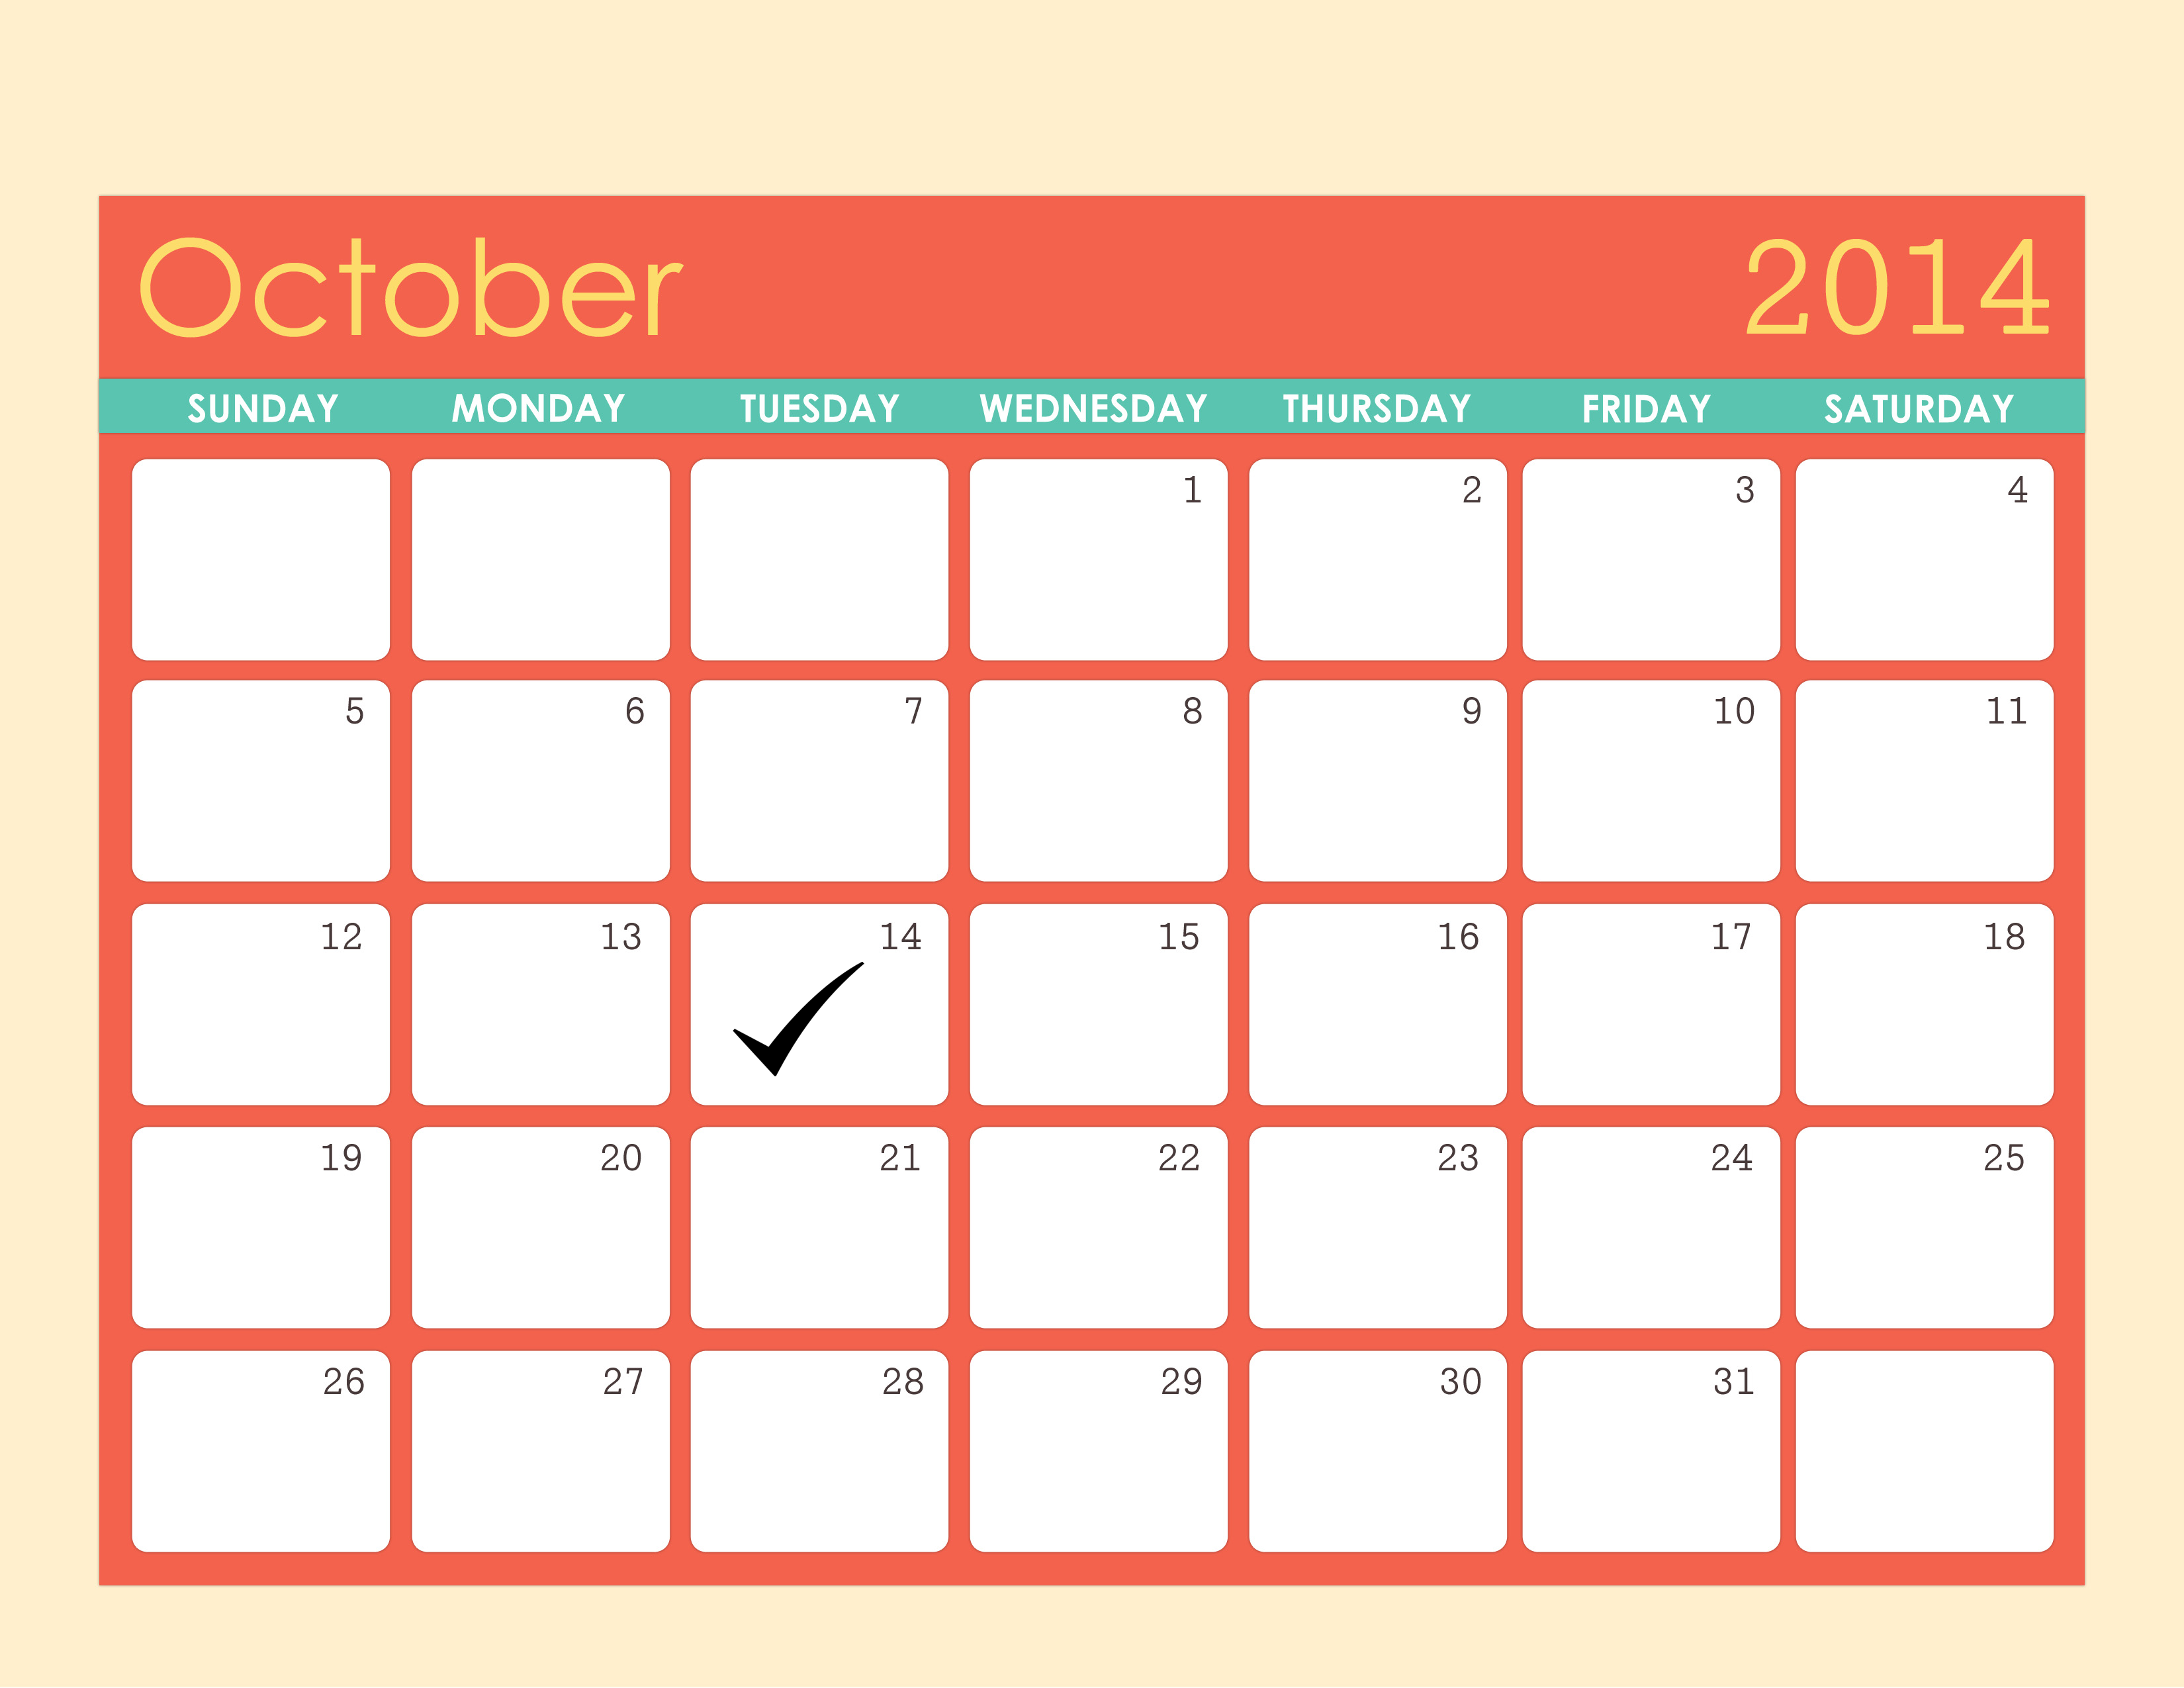 October 2014
SUNDAY MONDAY TUESDAY WEDNESDAY THURSDAY FRIDAY SATURDAY
1 2 3 4
5 6 7 8 9 10 11
12 13 14 15 16 17 18
19 20 21 22 23 24 25
26 27 28 29 30 31